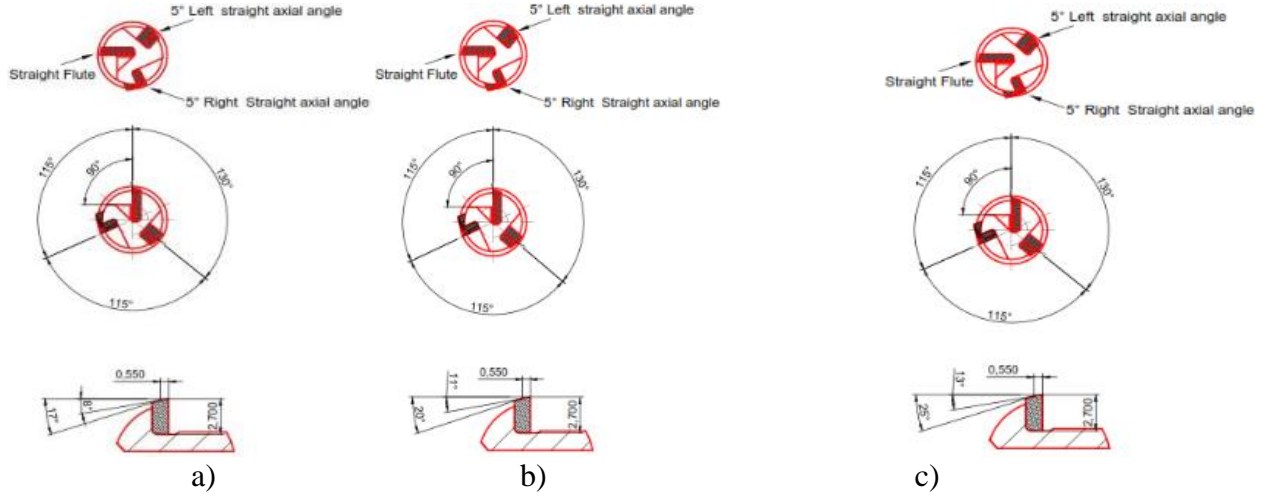 5° Left straight axial angle
Straight Flute
5° Right Straight axial angle
115°
90°
130°
115°
0,550
8°
17°
2,700
a)
5° Left straight axial angle
Straight Flute
5° Right Straight axial angle
115°
90°
130°
115°
0,550
11°
20°
2,700
b)
5° Left straight axial angle
Straight Flute
5° Right Straight axial angle
115°
90°
130°
115°
0,550
13°
25°
2,700
c)